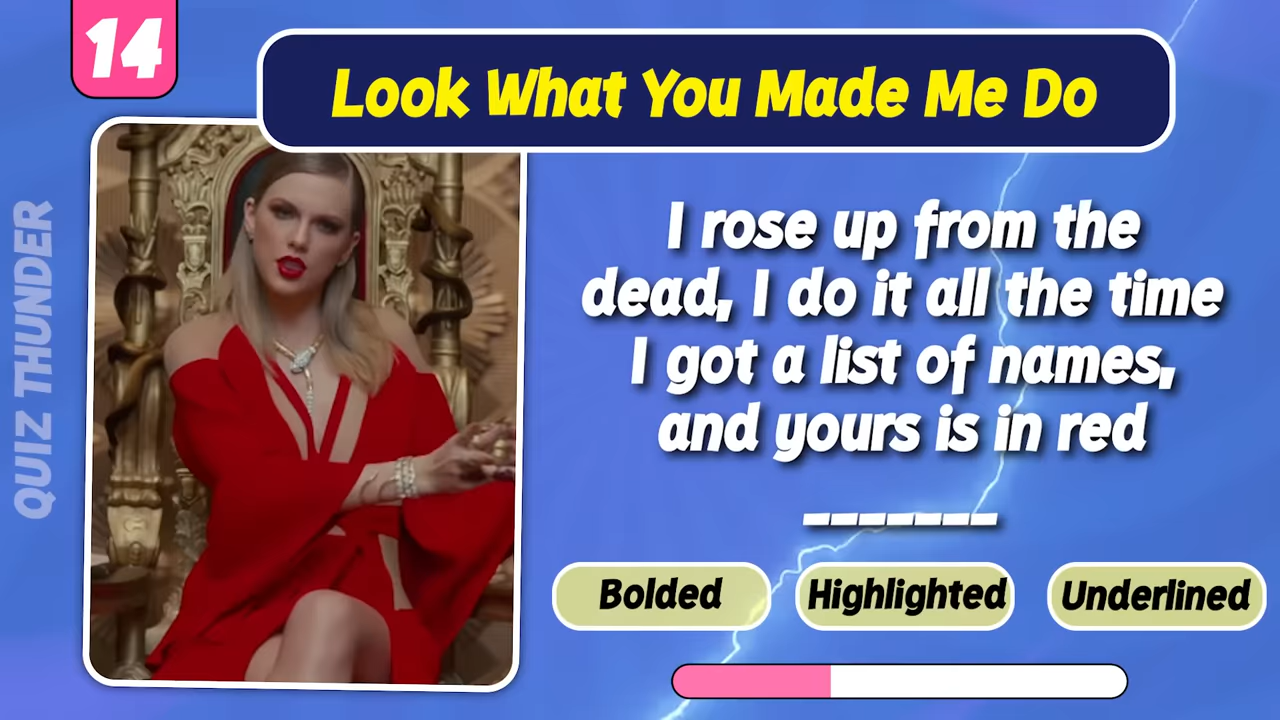 14
Look What You Made Me Do
QUIZ THUNDER
I rose up from the
dead, I do it all the time
I got a list of names,
and yours is in red
_______
Bolded
Highlighted
Underlined